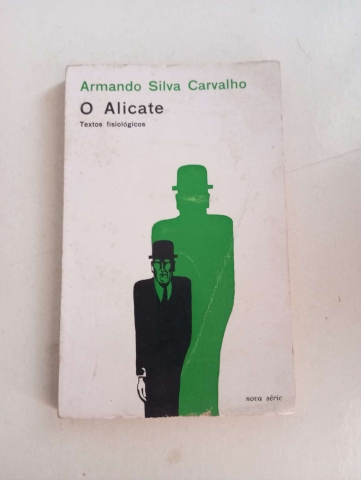 Armando Silva Carvalho
O Alicate
Textos fisiológicos
nova série